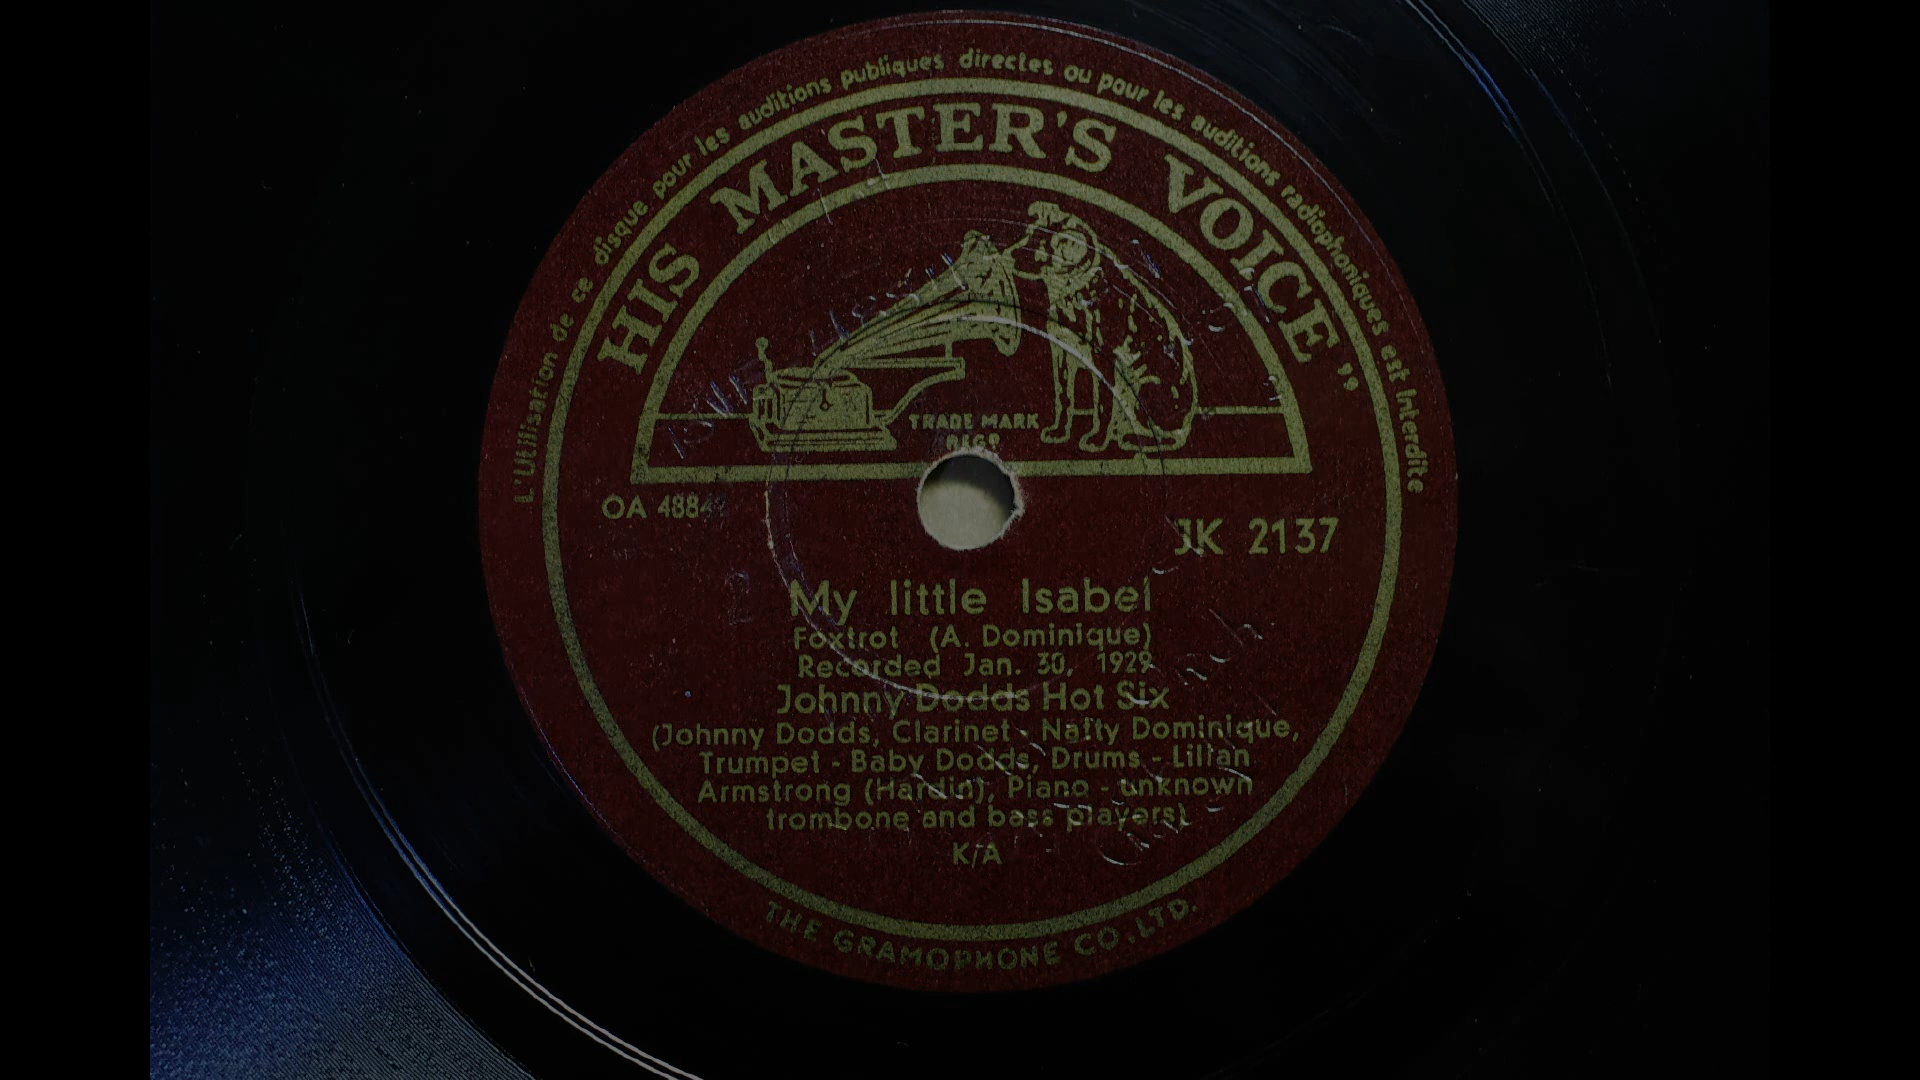 L'Utilisation de ce disque pour les auditions publiques directes ou pour les auditions radiophoniques est Interdite
HIS MASTER'S VOICE"
TRADE MARK
REGD
OA
JK 2137
My little Isabel
Foxtrot (A. Dominique)
Recorded Jan. 30, 1929
Johnny Dodds Hot Six
(Johnny Dodds, Clarinet - Natty Dominique,
Trumpet - Baby Dodds, Drums - Lilian
Armstrong (Hardin), Piano - unknown
trombone and bass players)
K/A
THE GRAMOPHONE CO. LTD.